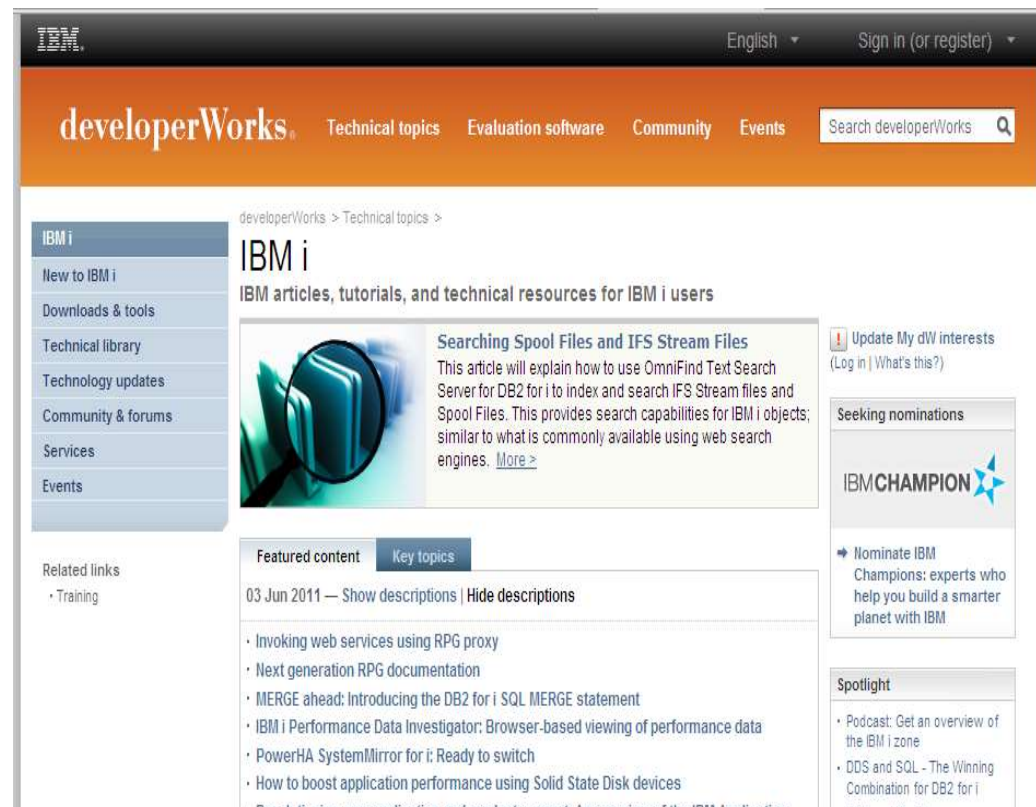 IBM.
English
Sign in (or register)
developerWorks.
Technical topics
Evaluation software
Community
Events
Search developerWorks
IBM i
New to IBM i
Downloads & tools
Technical library
Technology updates
Community & forums
Services
Events
Related links
• Training
developerWorks > Technical topics >
IBM i
IBM articles, tutorials, and technical resources for IBM i users
Searching Spool Files and IFS Stream Files
This article will explain how to use OmniFind Text Search
Server for DB2 for i to index and search IFS Stream files and
Spool Files. This provides search capabilities for IBM i objects;
similar to what is commonly available using web search
engines. More >
Featured content
Key topics
03 Jun 2011 — Show descriptions | Hide descriptions
• Invoking web services using RPG proxy
• Next generation RPG documentation
• MERGE ahead: Introducing the DB2 for i SQL MERGE statement
• IBM i Performance Data Investigator: Browser-based viewing of performance data
• PowerHA SystemMirror for i: Ready to switch
• How to boost application performance using Solid State Disk devices
! Update My dW interests
(Log in | What's this?)
Seeking nominations
IBM CHAMPION
Nominate IBM
Champions: experts who
help you build a smarter
planet with IBM
Spotlight
• Podcast: Get an overview of
the IBM i zone
• DDS and SQL - The Winning
Combination for DB2 for i